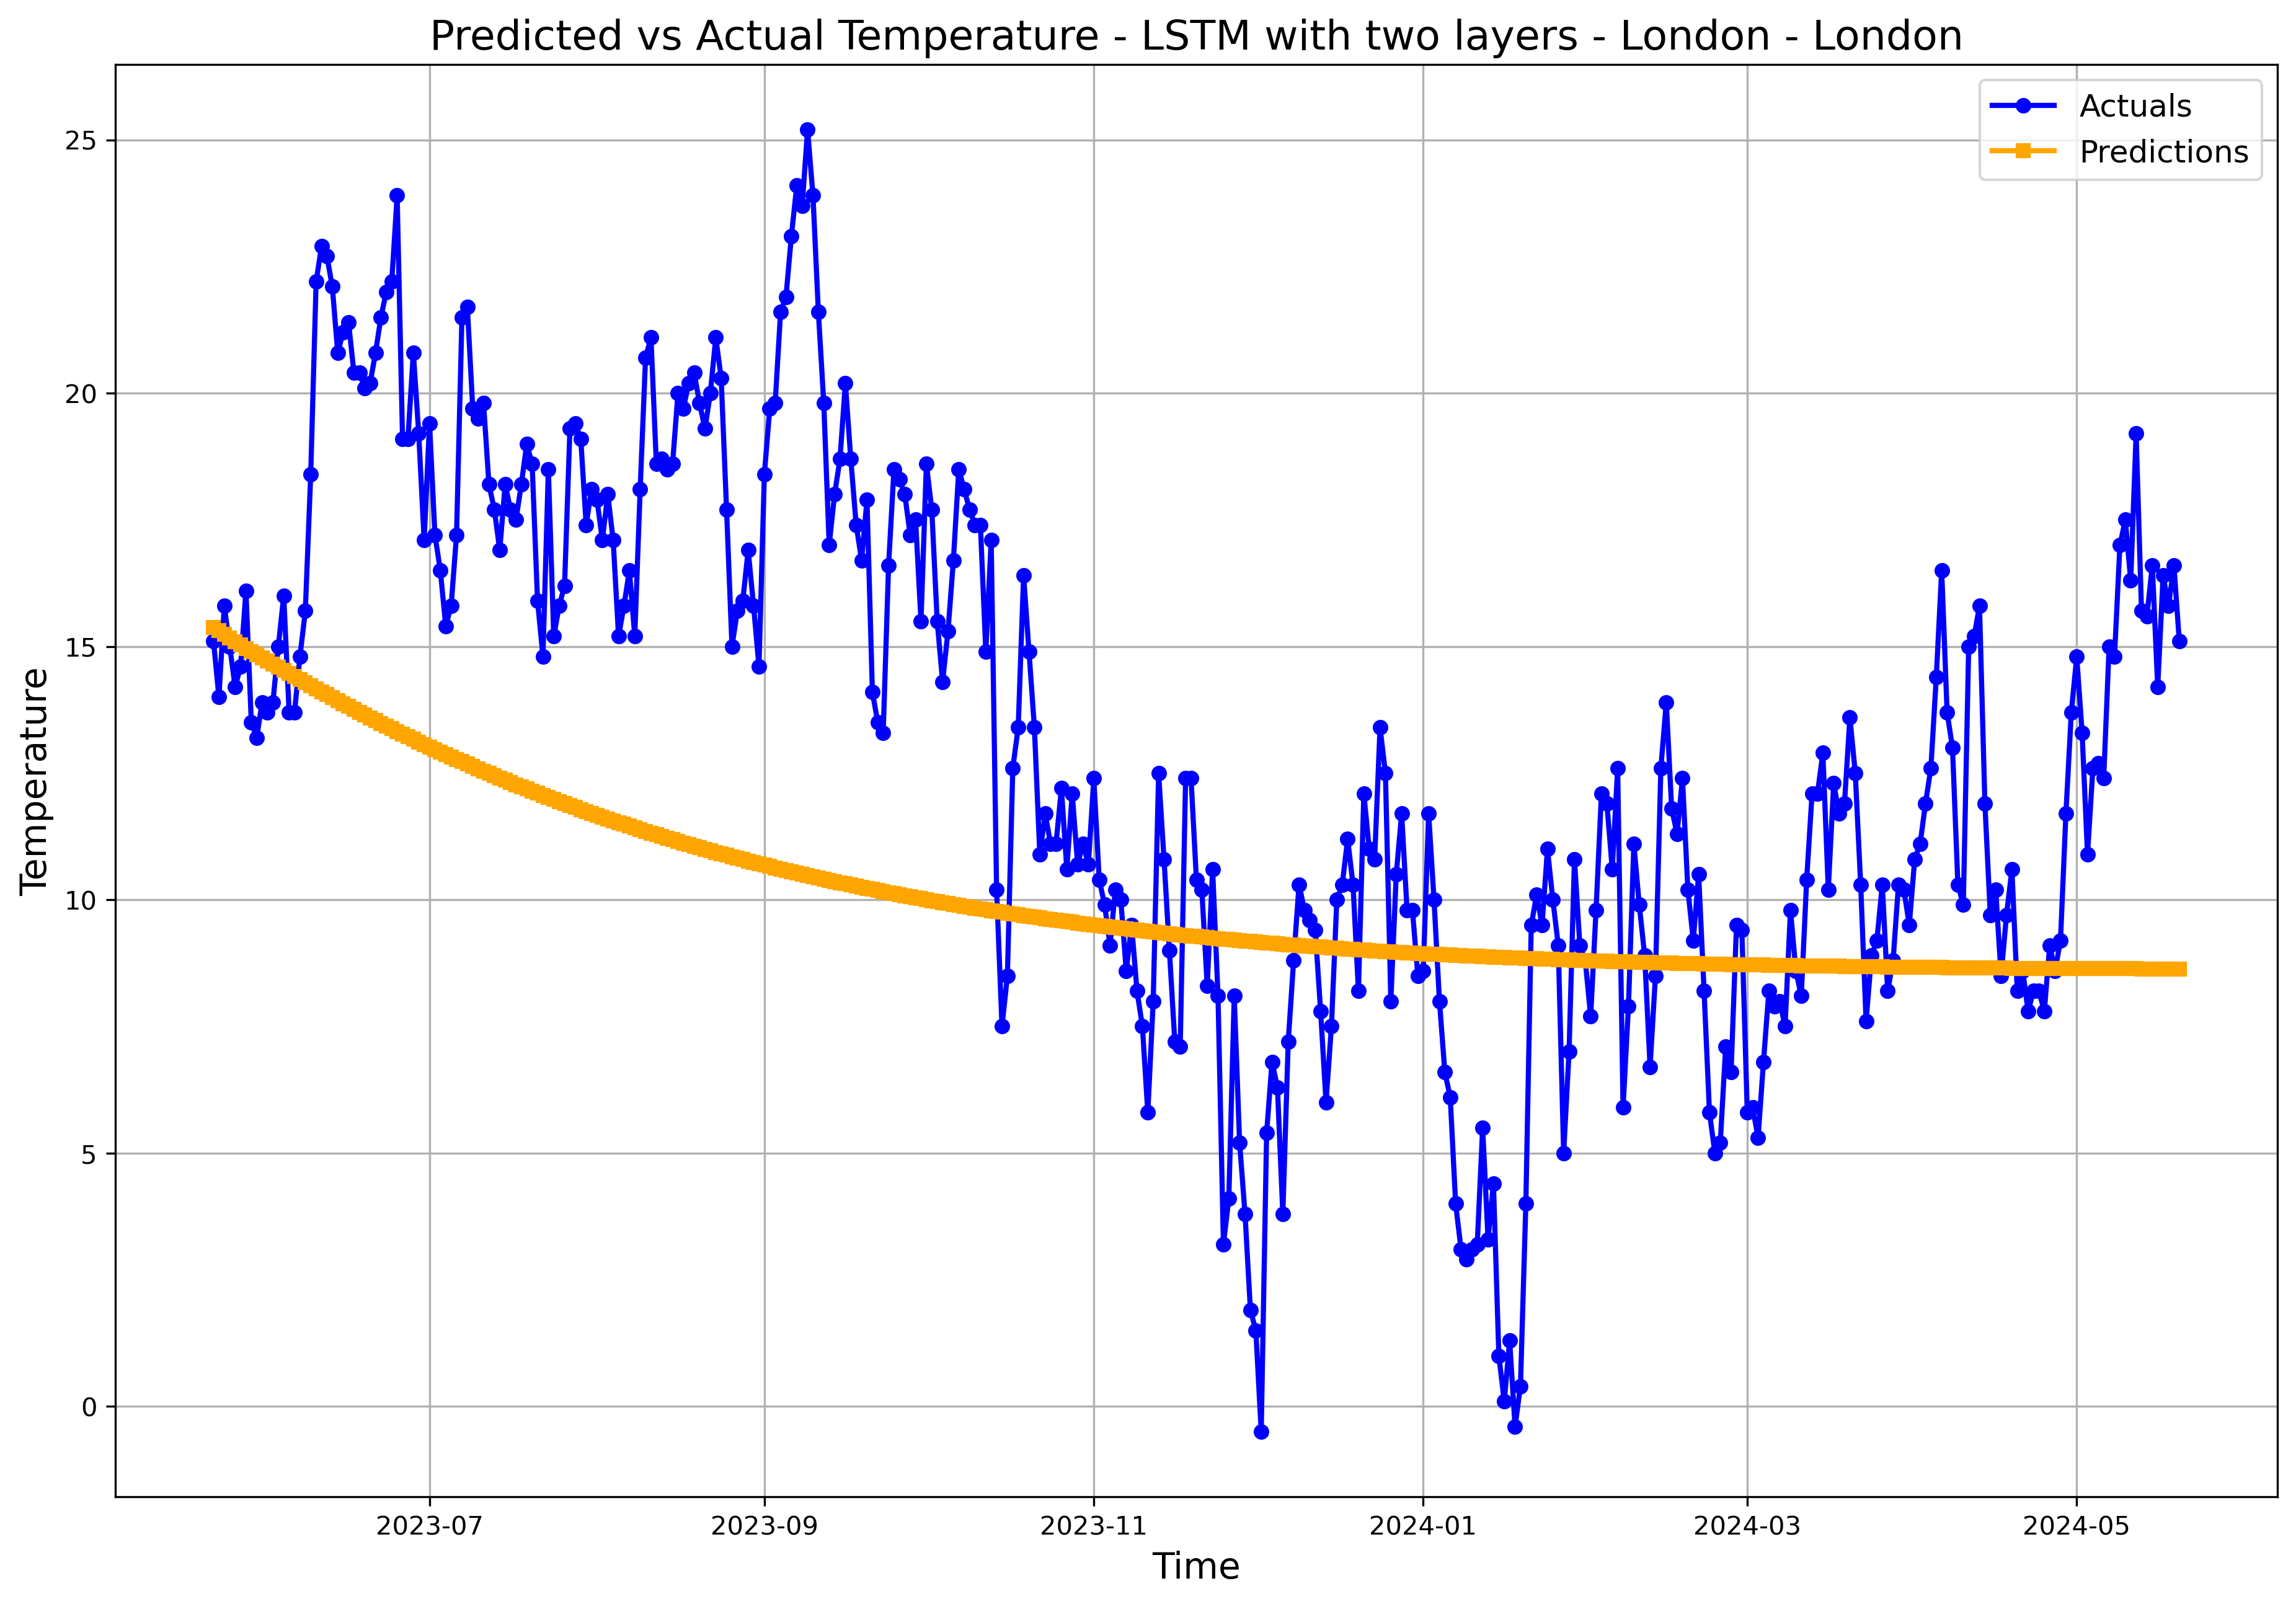 Predicted vs Actual Temperature - LSTM with two layers - London - London
Actuals
Predictions
25
20
15
10
5
0
Temperature
2023-07
2023-09
2023-11
2024-01
2024-03
2024-05
Time